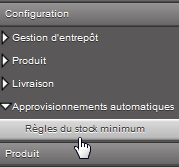 Configuration
Gestion d'entrepôt
Produit
Livraison
Approvisionnements automatiques
Règles du stock minimum
Produit